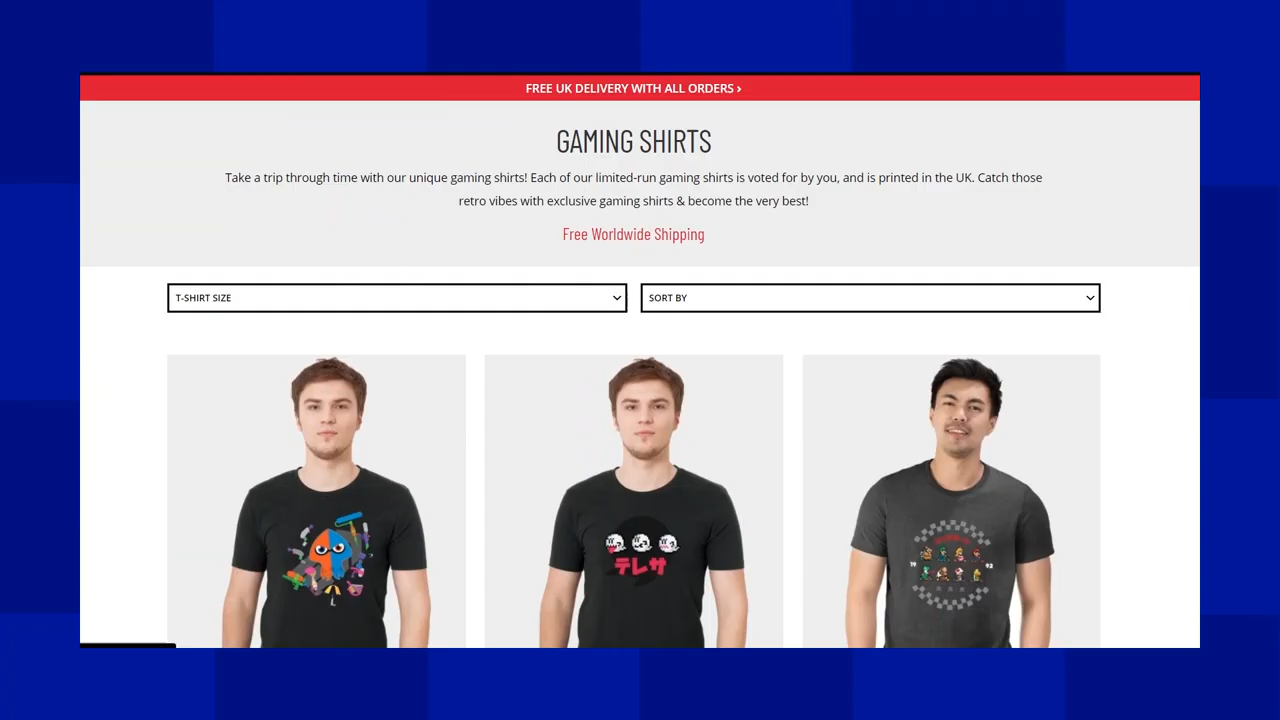 FREE UK DELIVERY WITH ALL ORDERS ›
GAMING SHIRTS
Take a trip through time with our unique gaming shirts! Each of our limited-run gaming shirts is voted for by you, and is printed in the UK. Catch those
retro vibes with exclusive gaming shirts & become the very best!
Free Worldwide Shipping
T-SHIRT SIZE
SORT BY
テレサ
19
92